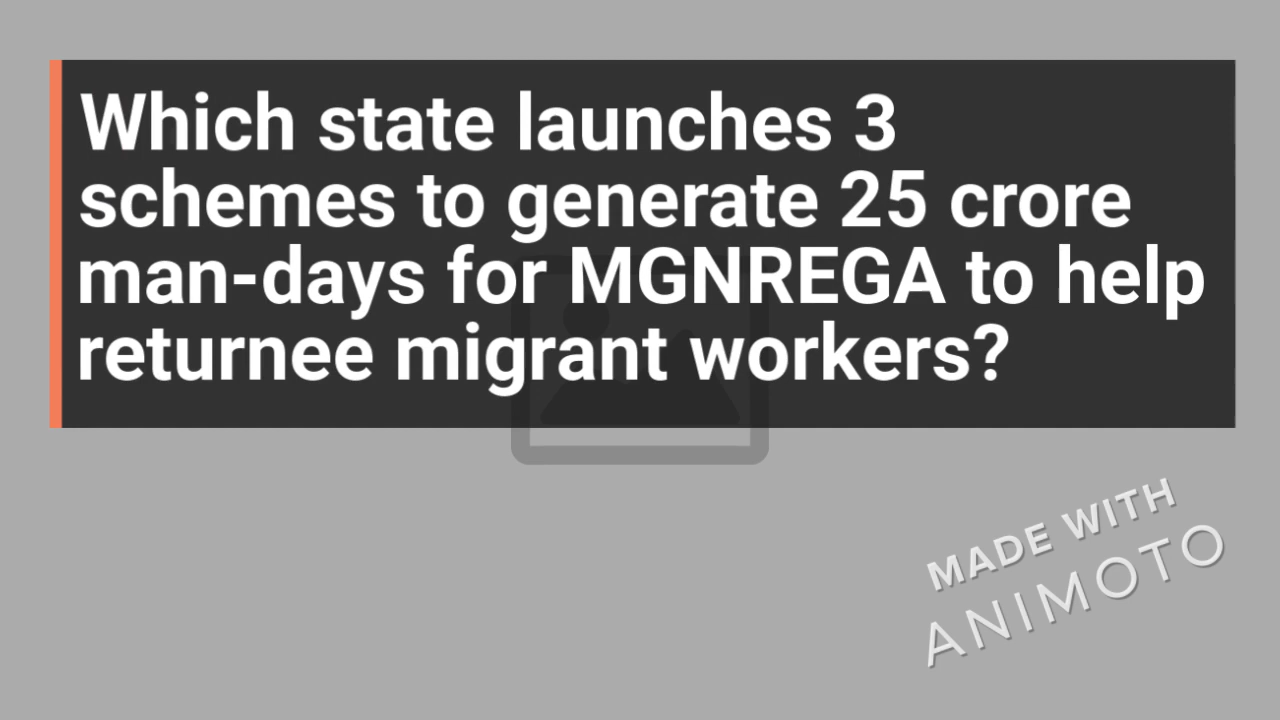 Which state launches 3
schemes to generate 25 crore
man-days for MGNREGA to help
returnee migrant workers?
MADE WITH
ANIMOTO